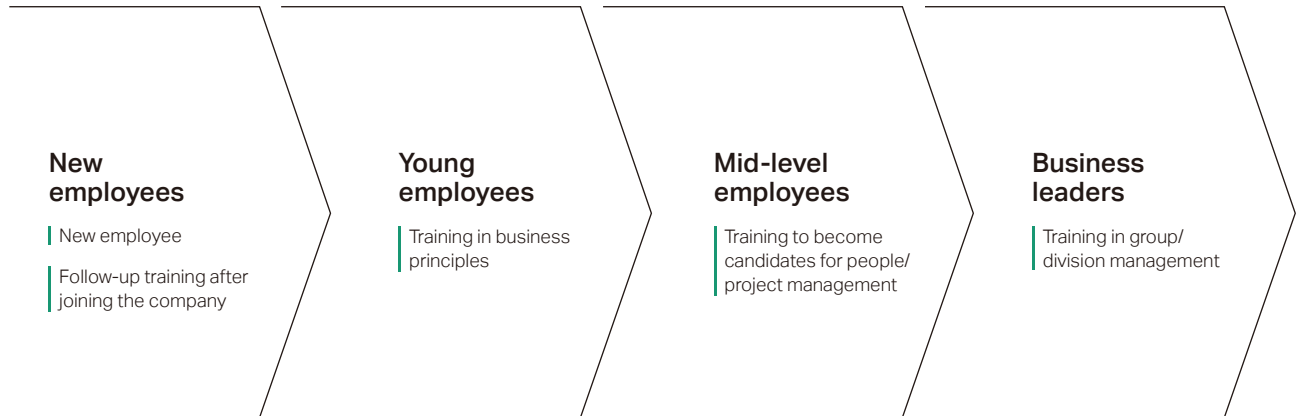 New
employees
New employee
Follow-up training after
joining the company
Young
employees
Training in business
principles
Mid-level
employees
Training to become
candidates for people/
project management
Business
leaders
Training in group/
division management